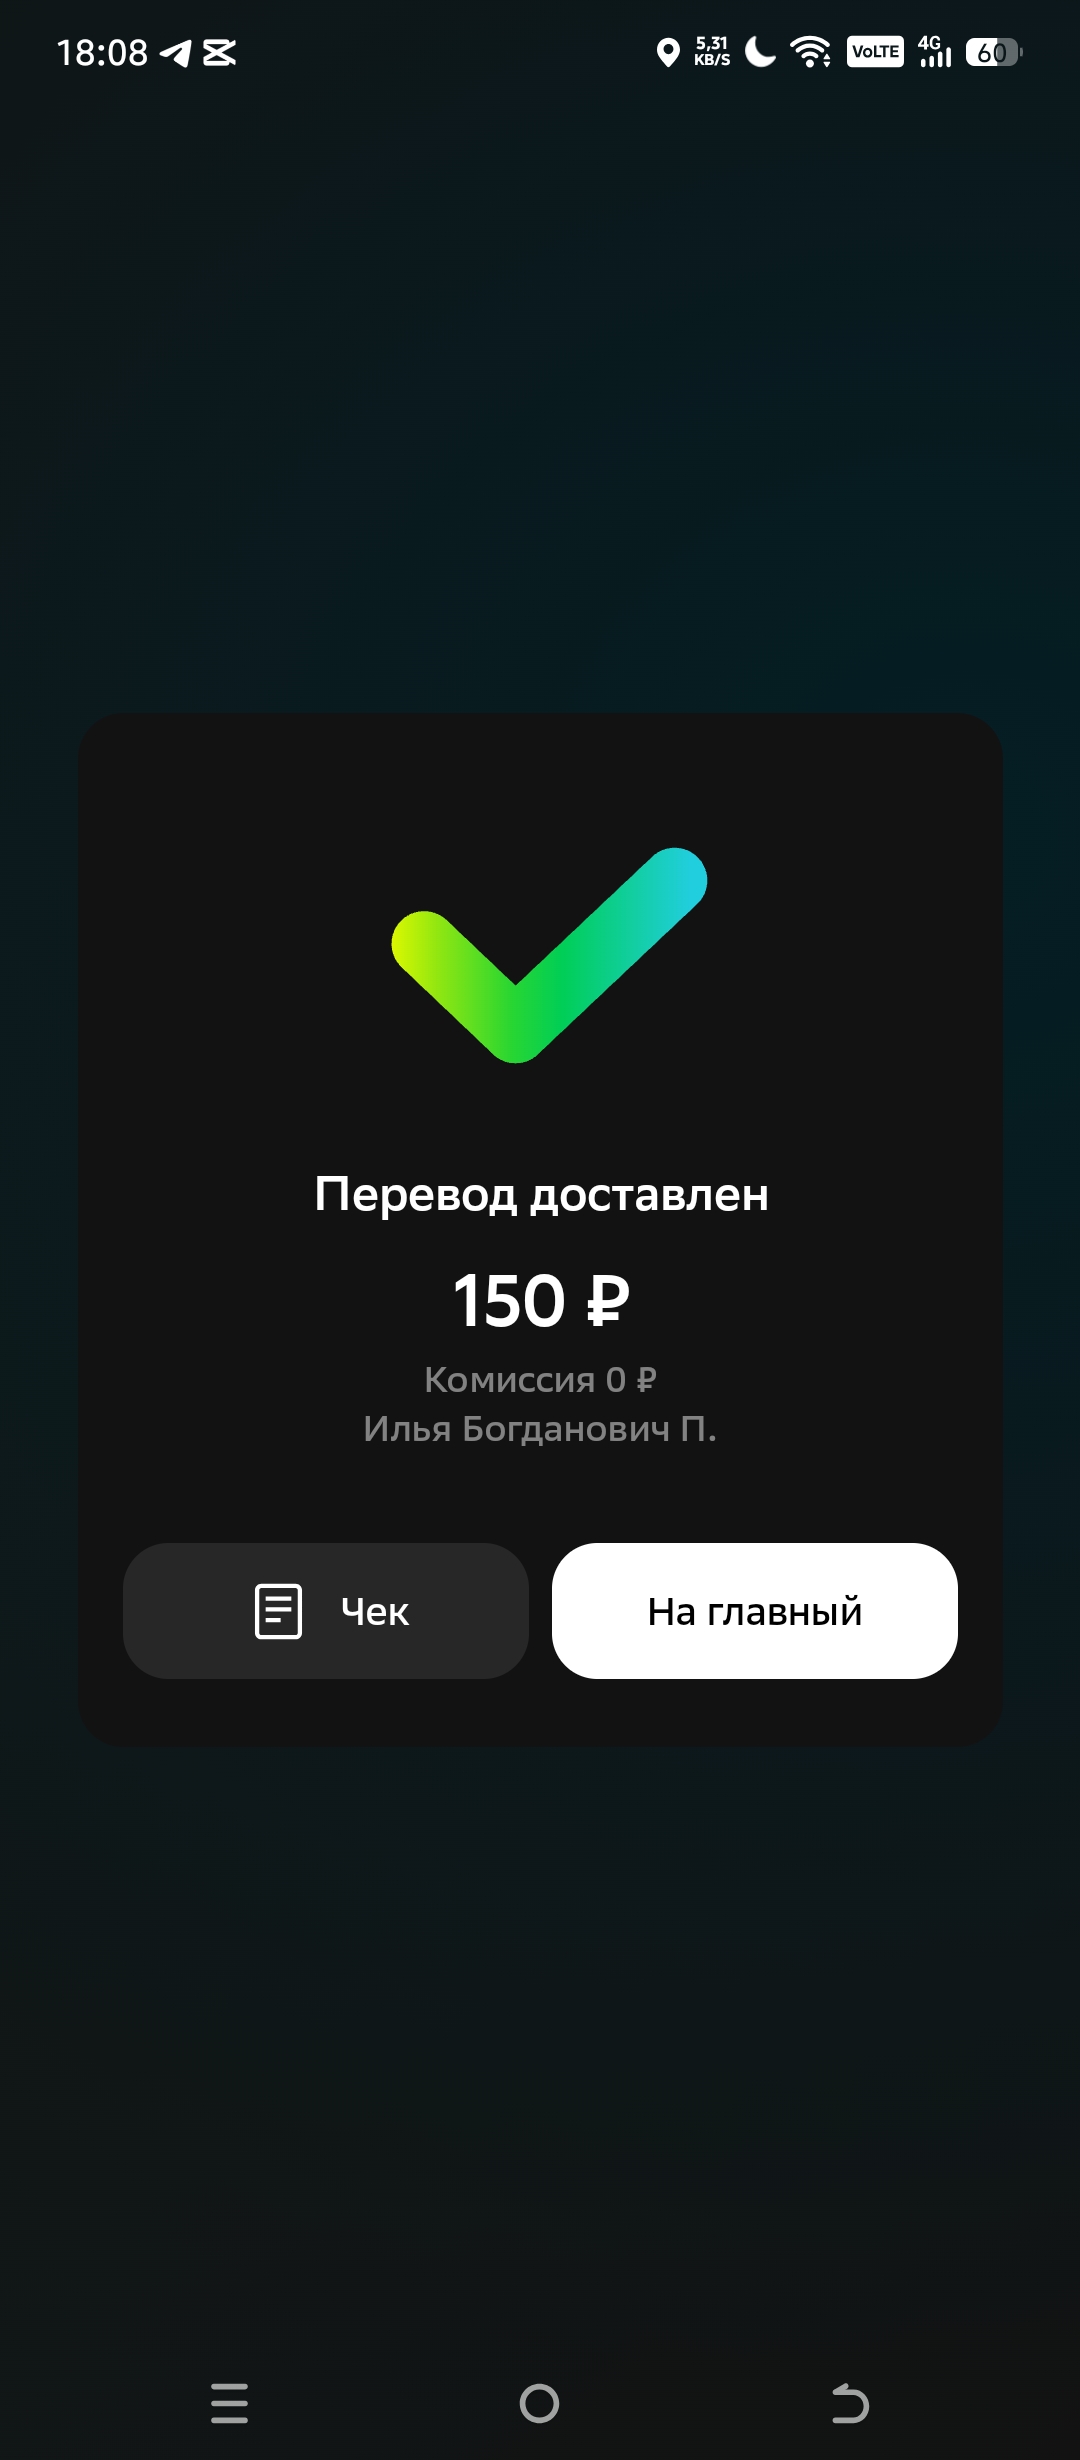 18:08
5,31
KB/S
VoLTE
4G
60
Перевод доставлен
150 ₽
Комиссия 0 ₽
Илья Богданович П.
Чек
На главный